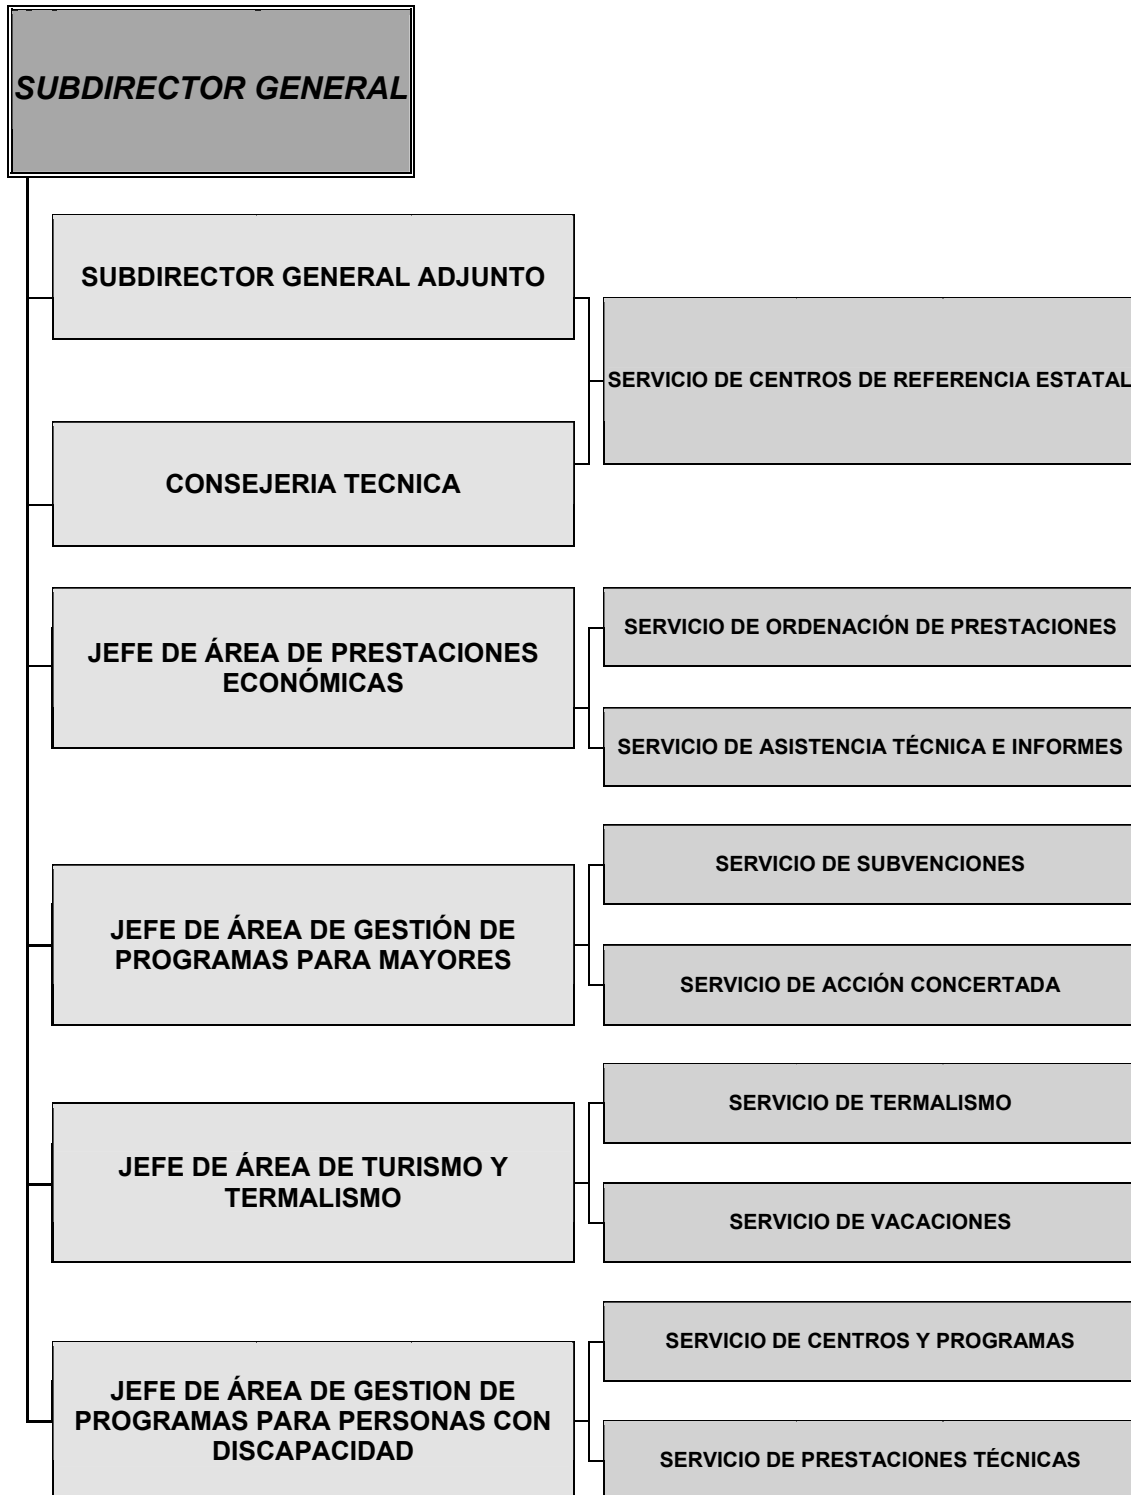 SUBDIRECTOR GENERAL
SUBDIRECTOR GENERAL ADJUNTO
SERVICIO DE CENTROS DE REFERENCIA ESTATAL
CONSEJERIA TECNICA
JEFE DE ÁREA DE PRESTACIONES
ECONÓMICAS
SERVICIO DE ORDENACIÓN DE PRESTACIONES
SERVICIO DE ASISTENCIA TÉCNICA E INFORMES
JEFE DE ÁREA DE GESTIÓN DE
PROGRAMAS PARA MAYORES
SERVICIO DE SUBVENCIONES
SERVICIO DE ACCIÓN CONCERTADA
JEFE DE ÁREA DE TURISMO Y
TERMALISMO
SERVICIO DE TERMALISMO
SERVICIO DE VACACIONES
JEFE DE ÁREA DE GESTION DE
PROGRAMAS PARA PERSONAS CON
DISCAPACIDAD
SERVICIO DE CENTROS Y PROGRAMAS
SERVICIO DE PRESTACIONES TÉCNICAS